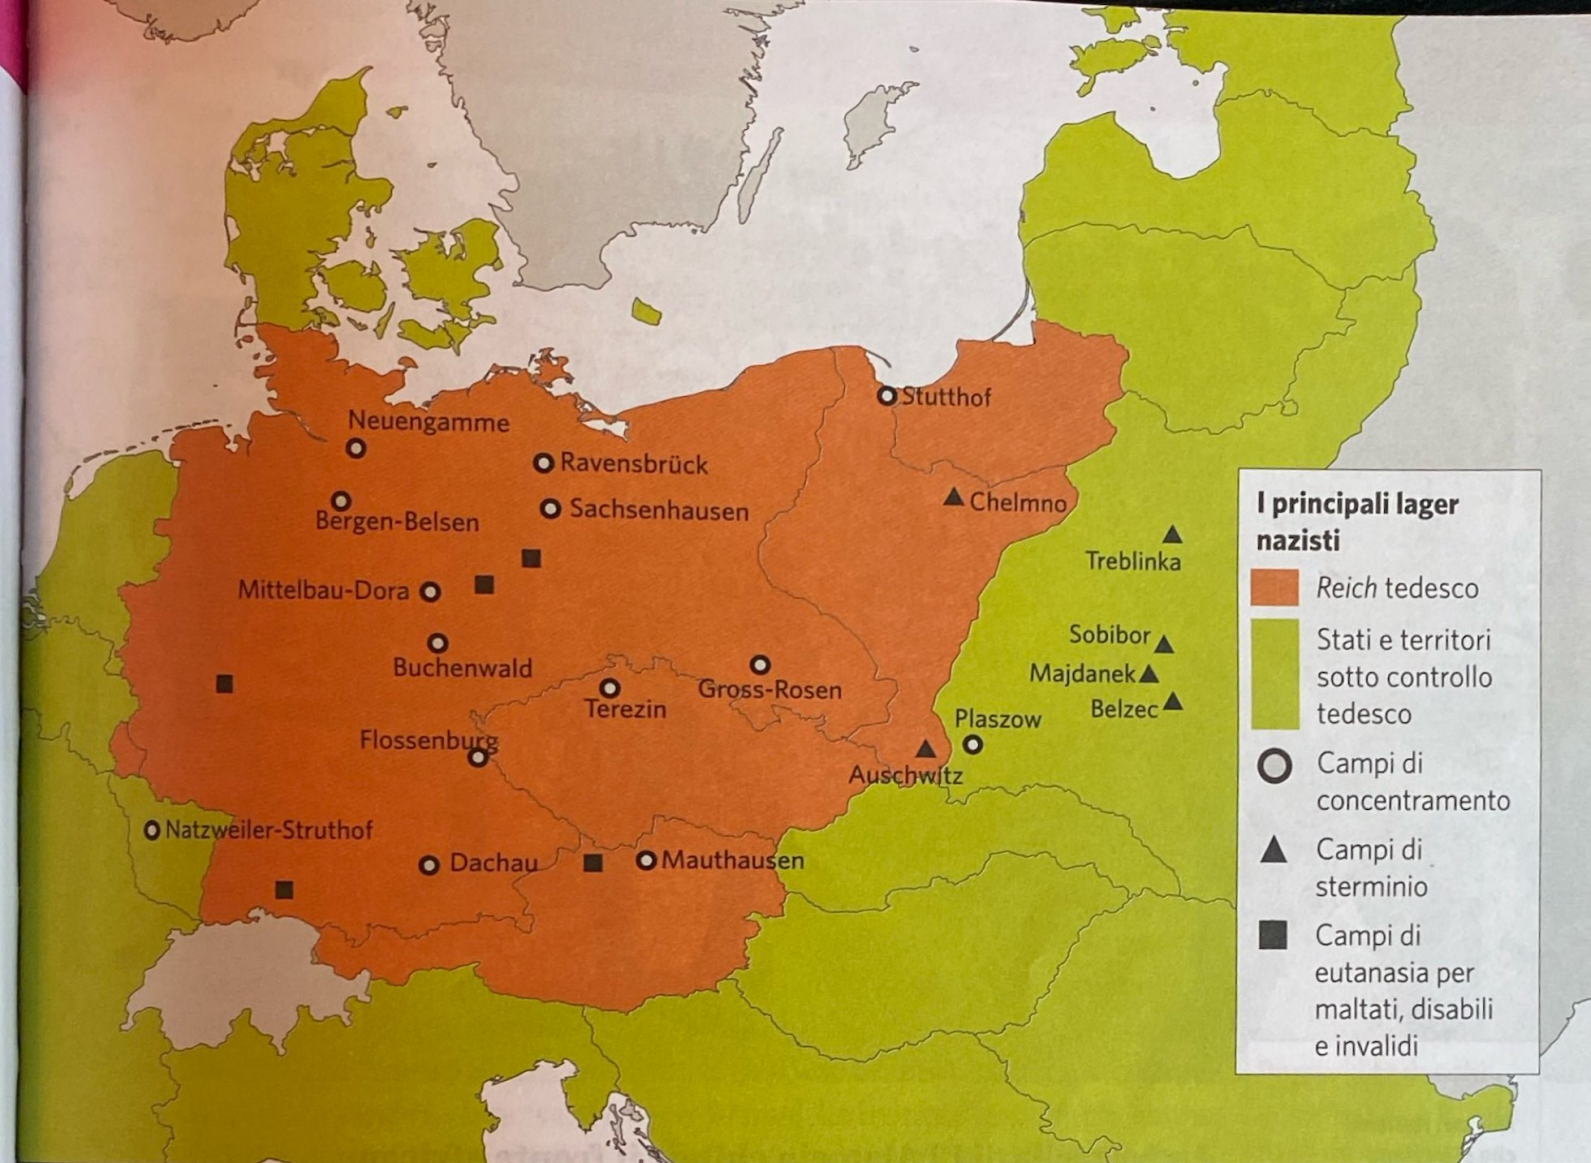 Neuengamme
Stutthof
Ravensbrück
Bergen-Belsen
Sachsenhausen
Chelmno
Treblinka
Mittelbau-Dora
Buchenwald
Sobibor
Majdanek
Gross-Rosen
Terezin
Belzec
Plaszow
Flossenburg
Auschwitz
Natzweiler-Struthof
Dachau
Mauthausen
I principali lager
nazisti
Reich tedesco
Stati e territori
sotto controllo
tedesco
Campi di
concentramento
Campi di
sterminio
Campi di
eutanasia per
maltati, disabili
e invalidi